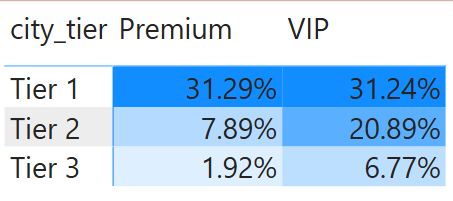 city_tier Premium VIP
Tier 1 31.29% 31.24%
Tier 2 7.89% 20.89%
Tier 3 1.92% 6.77%